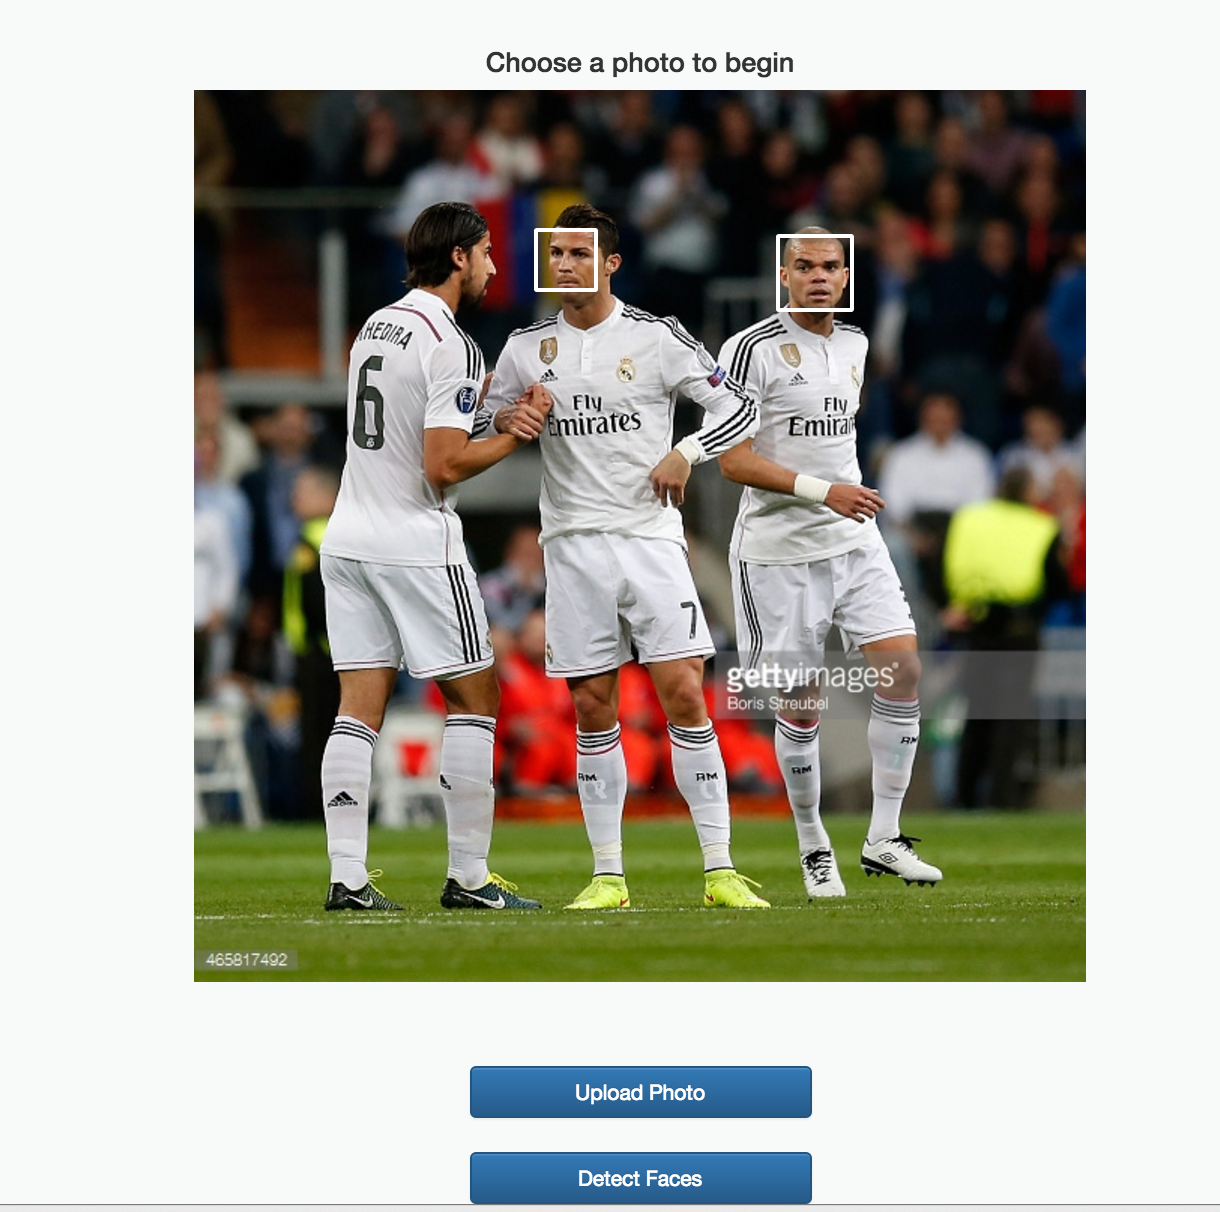 Choose a photo to begin
KHEDIRA
6
Fly
Emirates
Fly
7
gettyimages®
Boris Streubel
RM
RM
RM
RM
adidas
465817492
Upload Photo
Detect Faces